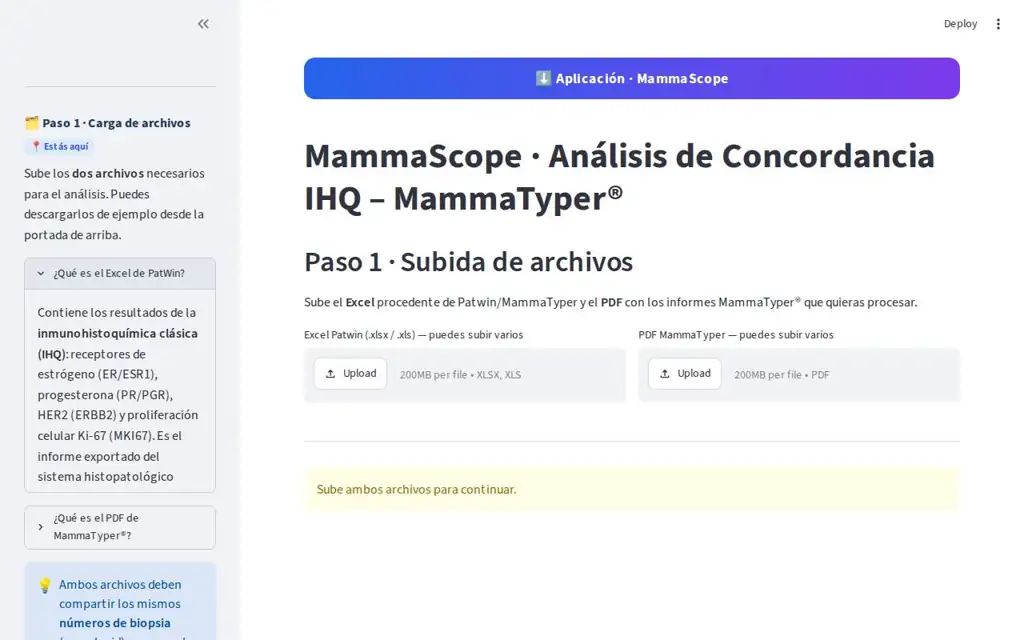 Deploy
🗂️ Paso 1 · Carga de archivos
📍 Estás aquí
Sube los dos archivos necesarios
para el análisis. Puedes
descargarlos de ejemplo desde la
portada de arriba.
¿Qué es el Excel de PatWin?
Contiene los resultados de la
inmunohistoquímica clásica
(IHQ): receptores de
estrógeno (ER/ESR1),
progesterona (PR/PGR),
HER2 (ERBB2) y proliferación
celular Ki-67 (MKI67). Es el
informe exportado del
sistema histopatológico
¿Qué es el PDF de
MammaTyper®?
💡 Ambos archivos deben
compartir los mismos
números de biopsia
⬇️ Aplicación · MammaScope
MammaScope · Análisis de Concordancia
IHQ – MammaTyper®
Paso 1 · Subida de archivos
Sube el Excel procedente de Patwin/MammaTyper y el PDF con los informes MammaTyper® que quieras procesar.
Excel Patwin (.xlsx / .xls) — puedes subir varios
Upload 200MB per file • XLSX, XLS
PDF MammaTyper — puedes subir varios
Upload 200MB per file • PDF
Sube ambos archivos para continuar.